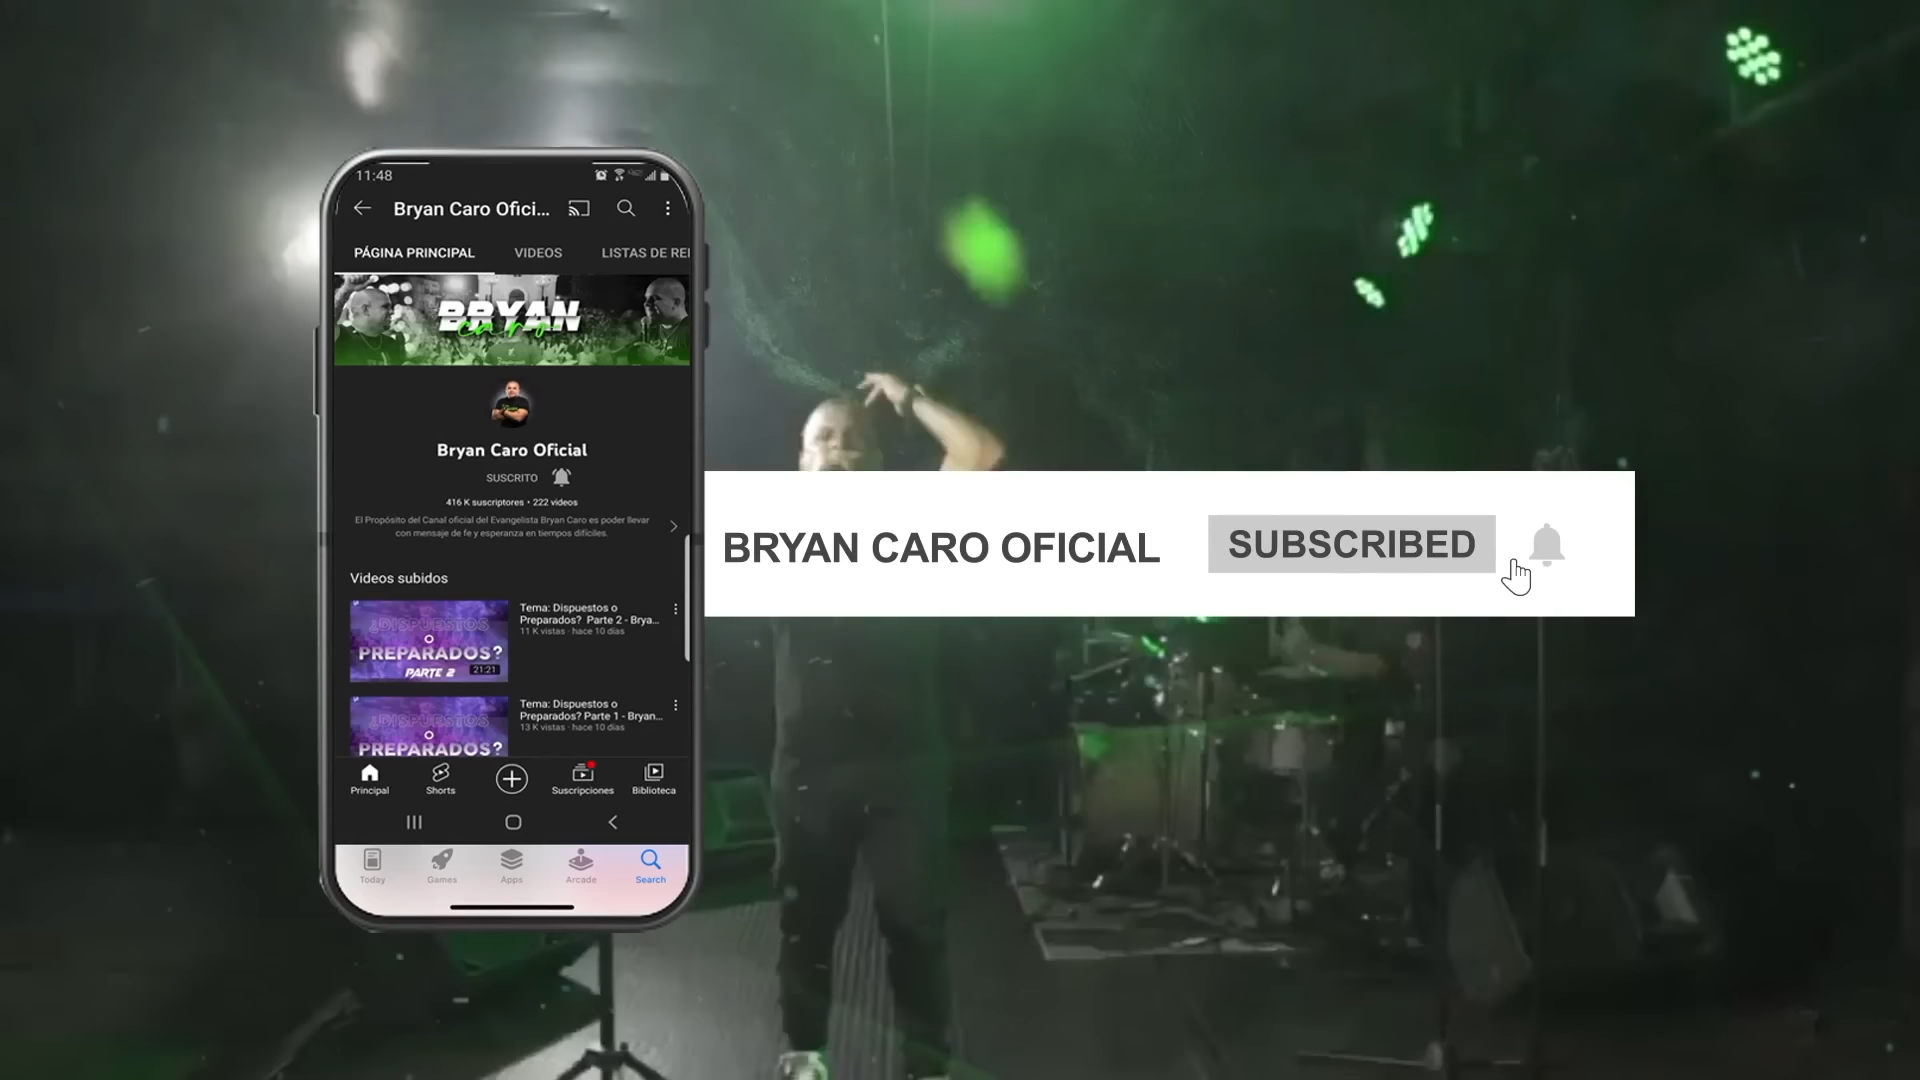 11:48
Bryan Caro Ofici...
PÁGINA PRINCIPAL VIDEOS LISTAS DE REI
BRYAN
caro
Bryan Caro Oficial
SUSCRITO
416 K suscriptores • 222 videos
El Propósito del Canal oficial del Evangelista Bryan Caro es poder llevar
con mensaje de fe y esperanza en tiempos difíciles.
Videos subidos
¿DISPUESTOS
O
PREPARADOS?
PARTE 2
21:21
Tema: Dispuestos o
Preparados? Parte 2 - Brya...
11 K vistas · hace 10 días
¿DISPUESTOS
O
PREPARADOS?
Tema: Dispuestos o
Preparados? Parte 1 - Bryan...
13 K vistas · hace 10 días
Principal Shorts Suscripciones Biblioteca
Today Games Apps Arcade Search
BRYAN CARO OFICIAL SUBSCRIBED